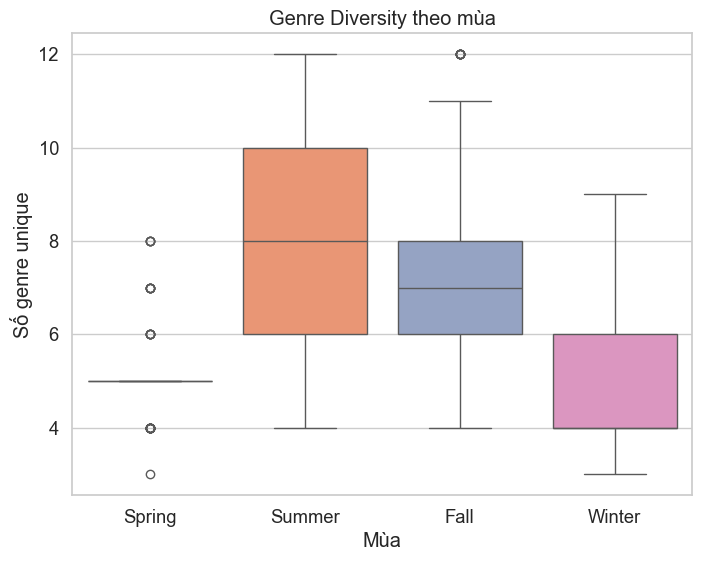 Genre Diversity theo mùa
Số genre unique
12
10
8
6
4
Spring Summer Fall Winter
Mùa